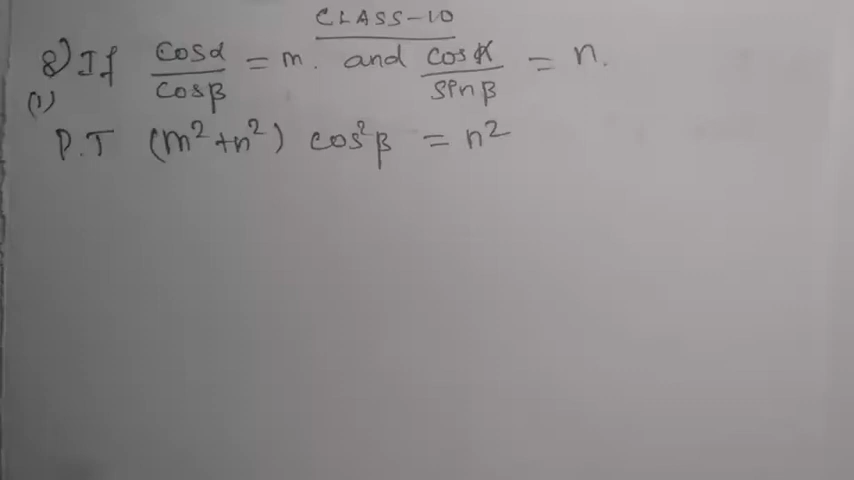 CLASS-10
8) If cosα/cosβ = m. and cosα/sinβ = n.
(1)
P.T (m²+n²) cos²β = n²